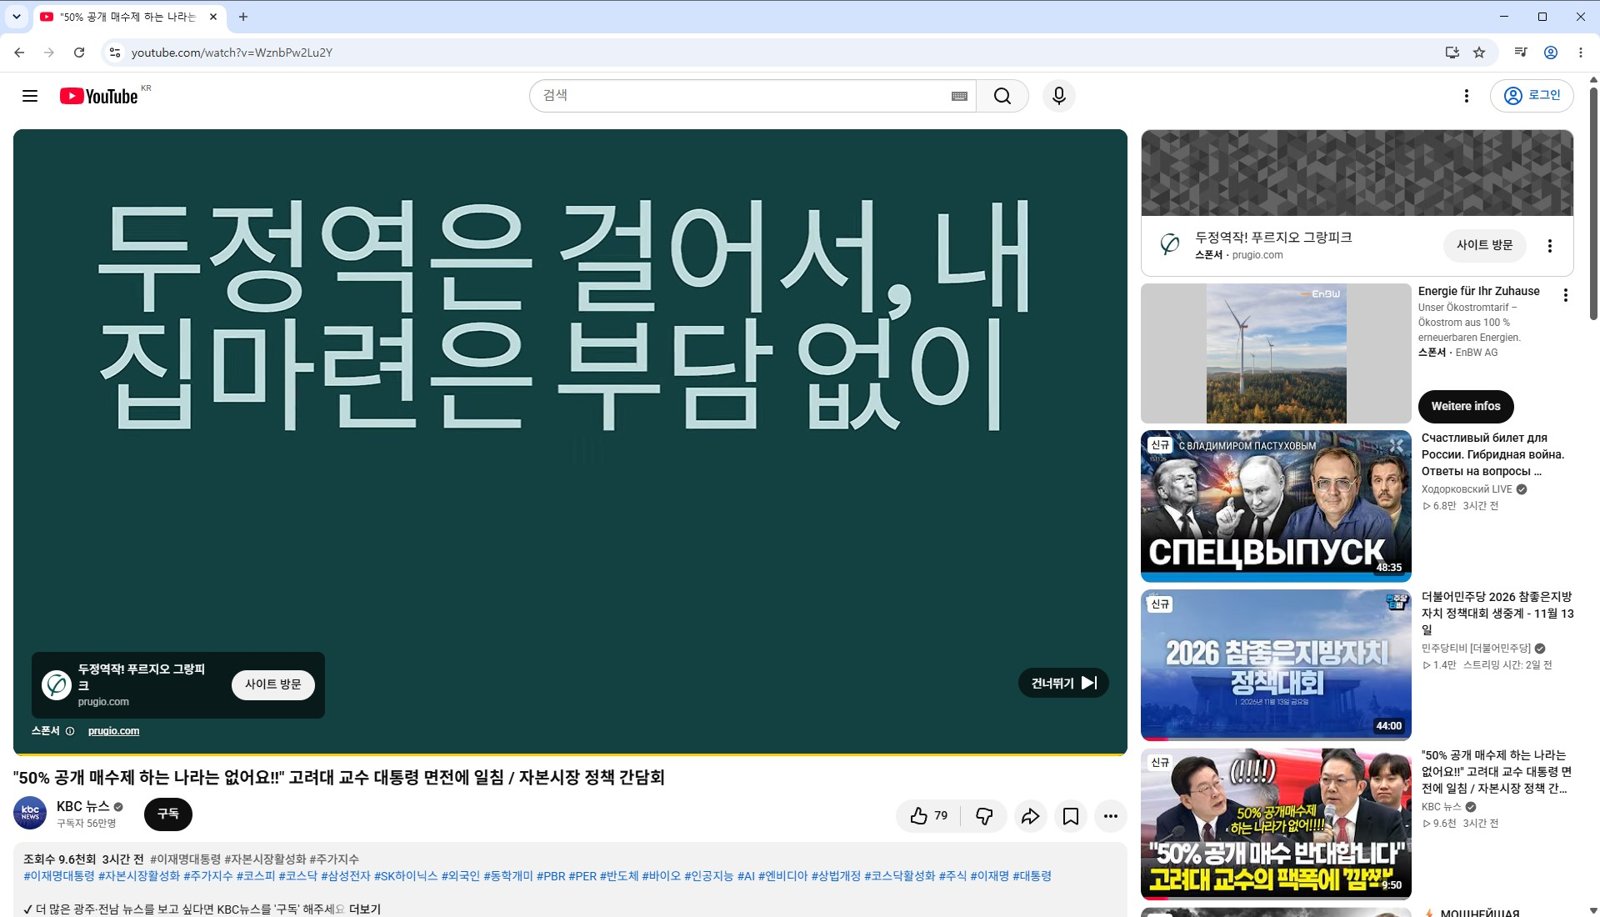 "50% 공개 매수제 하는 나라는
youtube.com/watch?v=WznbPw2Lu2Y
YouTube KR
검색
로그인
두정역은 걸어서, 내
집마련은 부담 없이
두정역작! 푸르지오 그랑피
크
prugio.com
사이트 방문
건너뛰기
스폰서 prugio.com
"50% 공개 매수제 하는 나라는 없어요!!" 고려대 교수 대통령 면전에 일침 / 자본시장 정책 간담회
kbc NEWS
KBC 뉴스
구독자 56만명
구독
79
조회수 9.6천회 3시간 전 #이재명대통령 #자본시장활성화 #주가지수
#이재명대통령 #자본시장활성화 #주가지수 #코스피 #코스닥 #삼성전자 #SK하이닉스 #외국인 #동학개미 #PBR #PER #반도체 #바이오 #인공지능 #AI #엔비디아 #상법개정 #코스닥활성화 #주식 #이재명 #대통령
✓ 더 많은 광주·전남 뉴스를 보고 싶다면 KBC뉴스를 '구독' 해주세요 더보기
두정역작! 푸르지오 그랑피크
스폰서 · prugio.com
사이트 방문
EnBW
Energie für Ihr Zuhause
Unser Ökostromtarif –
Ökostrom aus 100 %
erneuerbaren Energien.
스폰서 · EnBW AG
Weitere infos
신규
С ВЛАДИМИРОМ ПАСТУХОВЫМ
СПЕЦВЫПУСК
48:35
Счастливый билет для
России. Гибридная война.
Ответы на вопросы ...
Ходорковский LIVE
6.8만 3시간 전
신규
2026 참좋은지방자치
정책대회
2026년 11월 13일 금요일
44:00
더불어민주당 2026 참좋은지방
자치 정책대회 생중계 - 11월 13
일
민주당티비 [더불어민주당]
1.4만 스트리밍 시간: 2일 전
신규
(!!!!)
50% 공개매수제
하는 나라가 없어!!!!
"50% 공개 매수 반대합니다"
고려대 교수의 팩폭에 '깜짝'
9:50
"50% 공개 매수제 하는 나라는
없어요!!" 고려대 교수 대통령 면
전에 일침 / 자본시장 정책 간...
KBC 뉴스
9.6천 3시간 전
МОЩНЕЙШАЯ